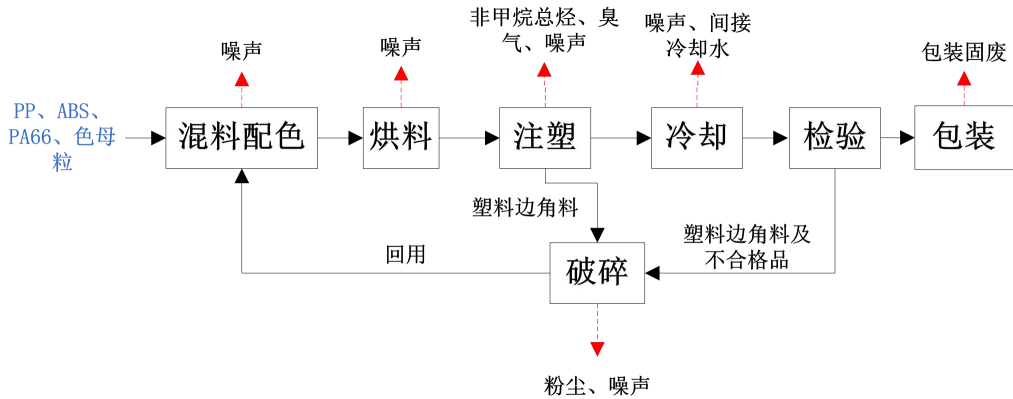 噪声
噪声
非甲烷总烃、臭
气、噪声
噪声、间接
冷却水
包装固废
PP、ABS、
PA66、色母
粒
混料配色
烘料
注塑
冷却
检验
包装
塑料边角料
塑料边角料及
不合格品
回用
破碎
粉尘、噪声